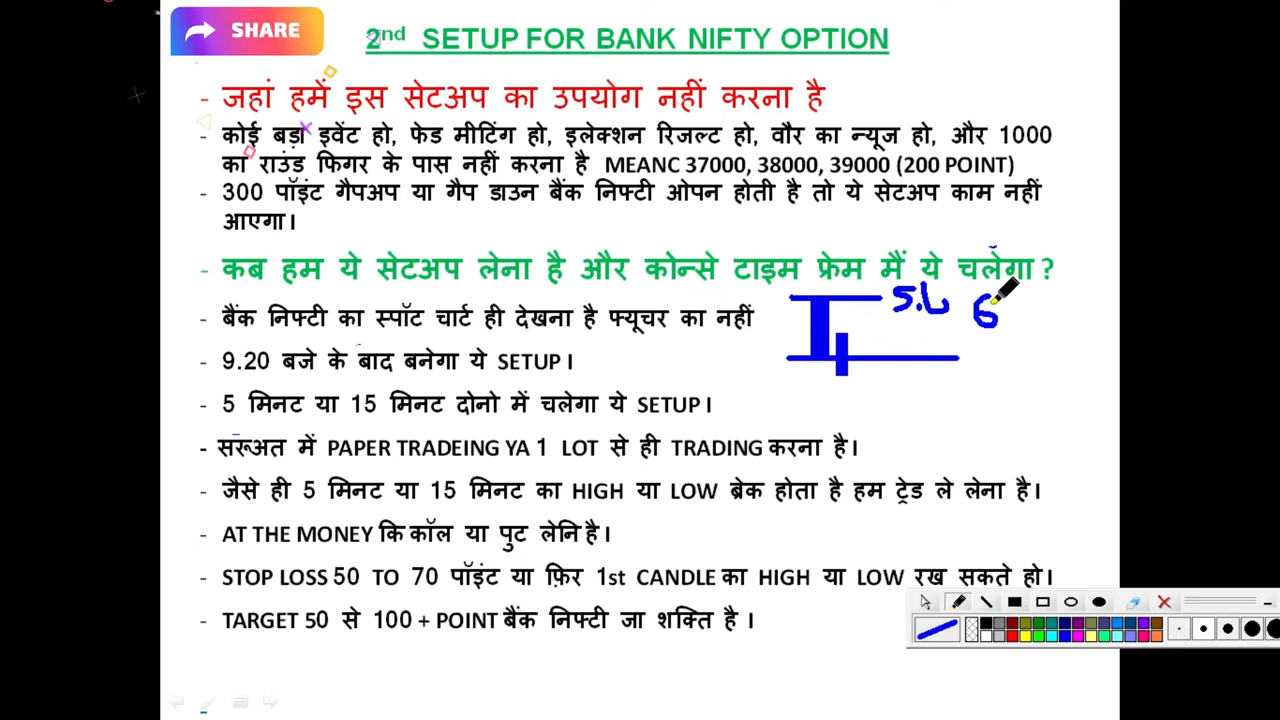 SHARE
2nd SETUP FOR BANK NIFTY OPTION
- जहां हमें इस सेटअप का उपयोग नहीं करना है
- कोई बड़ा इवेंट हो, फेड मीटिंग हो, इलेक्शन रिजल्ट हो, वौर का न्यूज हो, और 1000
का राउंड फिगर के पास नहीं करना है MEANC 37000, 38000, 39000 (200 POINT)
- 300 पॉइंट गैपअप या गैप डाउन बैंक निफ्टी ओपन होती है तो ये सेटअप काम नहीं
आएगा।
- कब हम ये सेटअप लेना है और कोन्से टाइम फ्रेम मैं ये चलेगा ?
S.L 6
- बैंक निफ्टी का स्पॉट चार्ट ही देखना है फ्यूचर का नहीं
- 9.20 बजे के बाद बनेगा ये SETUP।
- 5 मिनट या 15 मिनट दोनो में चलेगा ये SETUP।
- सरूअत में PAPER TRADEING YA 1 LOT से ही TRADING करना है।
- जैसे ही 5 मिनट या 15 मिनट का HIGH या LOW ब्रेक होता है हम ट्रेड ले लेना है।
- AT THE MONEY कि कॉल या पुट लेनि है।
- STOP LOSS 50 TO 70 पॉइंट या फ़िर 1st CANDLE का HIGH या LOW रख सकते हो।
- TARGET 50 से 100 + POINT बैंक निफ्टी जा शक्ति है।